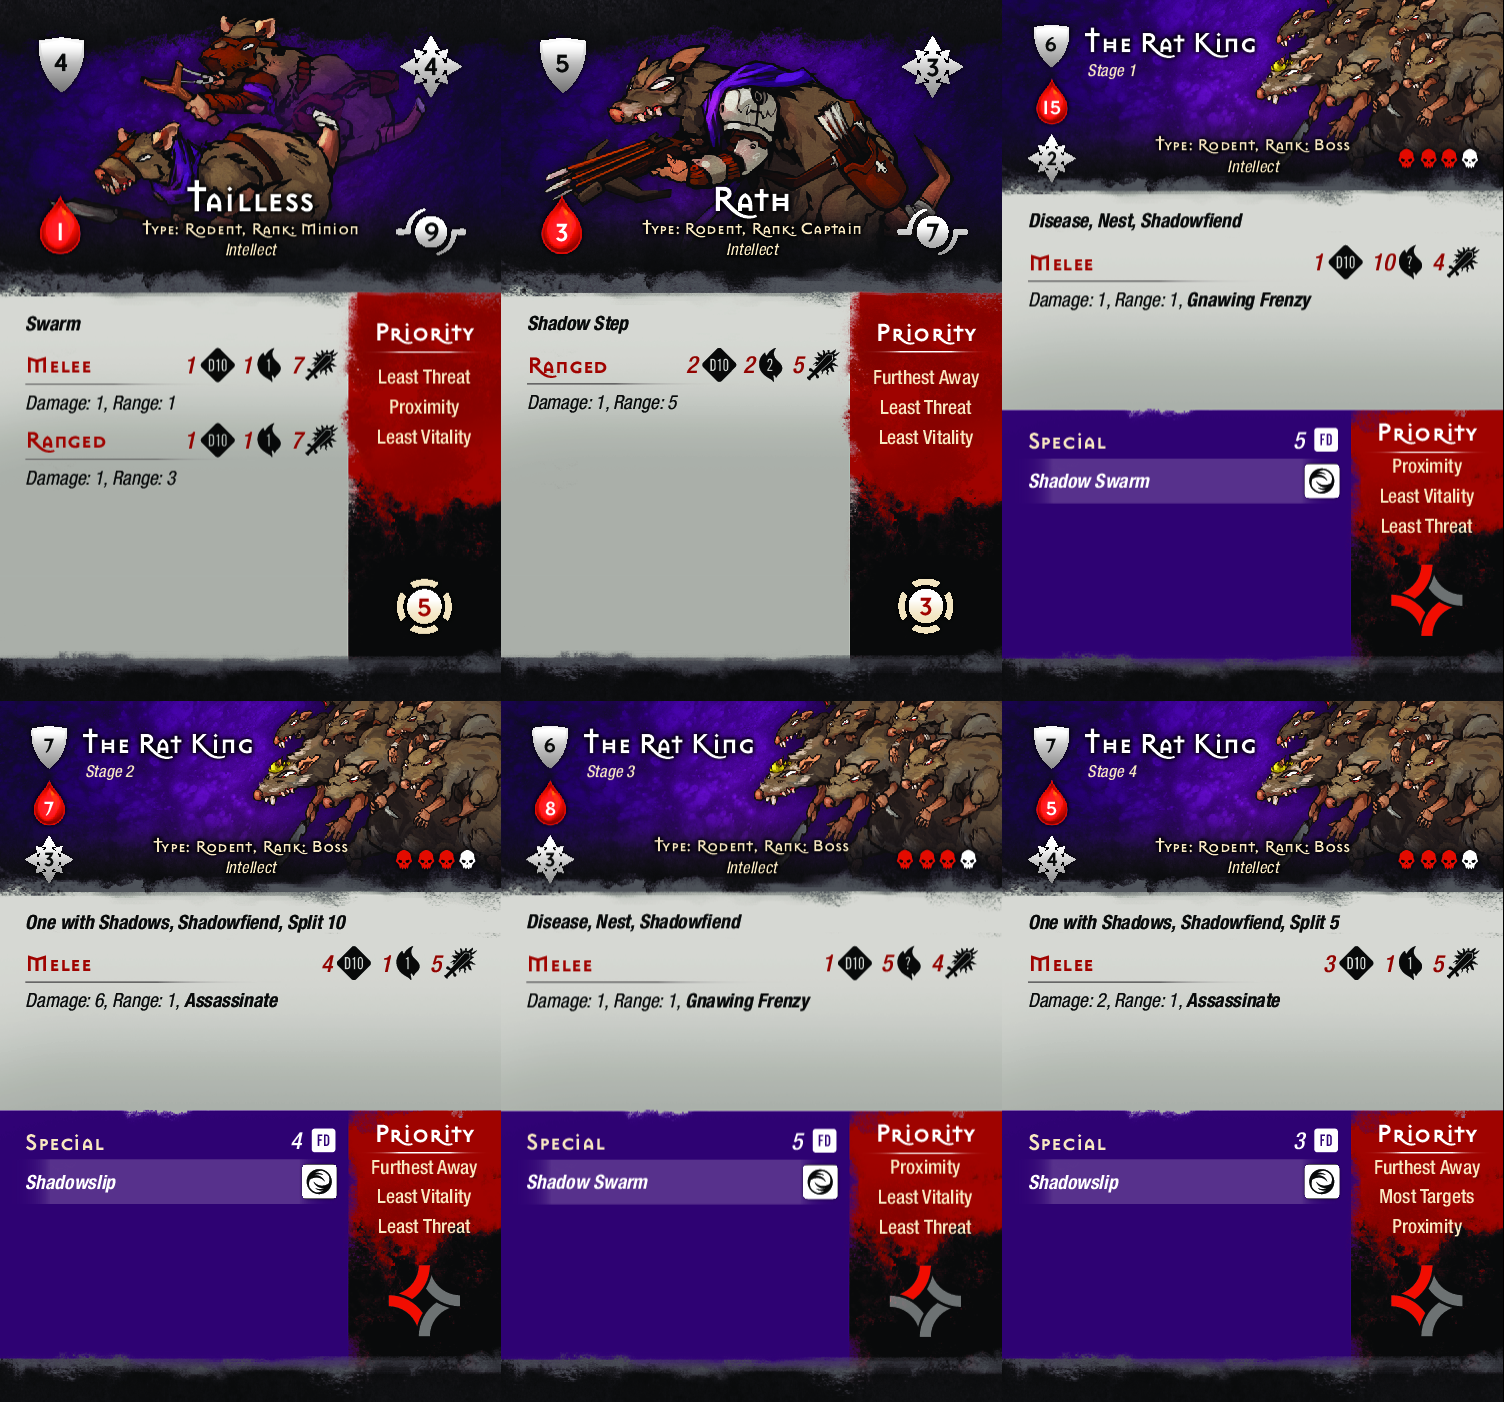 4
4
Tailless
1
Type: Rodent, Rank: Minion
9
Intellect
Swarm
Melee 1 D10 1 1 7
Damage: 1, Range: 1
Ranged 1 D10 1 1 7
Damage: 1, Range: 3
Priority
Least Threat
Proximity
Least Vitality
5
5
3
Rath
3
Type: Rodent, Rank: Captain
7
Intellect
Shadow Step
Ranged 2 D10 2 2 5
Damage: 1, Range: 5
Priority
Furthest Away
Least Threat
Least Vitality
3
6 The Rat King
Stage 1
15
2
Type: Rodent, Rank: Boss
Intellect
Disease, Nest, Shadowfiend
Melee 1 D10 10 ? 4
Damage: 1, Range: 1, Gnawing Frenzy
Special 5 FD
Shadow Swarm
Priority
Proximity
Least Vitality
Least Threat
7 The Rat King
Stage 2
7
3
Type: Rodent, Rank: Boss
Intellect
One with Shadows, Shadowfiend, Split 10
Melee 4 D10 1 1 5
Damage: 6, Range: 1, Assassinate
Special 4 FD
Shadowslip
Priority
Furthest Away
Least Vitality
Least Threat
6 The Rat King
Stage 3
8
3
Type: Rodent, Rank: Boss
Intellect
Disease, Nest, Shadowfiend
Melee 1 D10 5 ? 4
Damage: 1, Range: 1, Gnawing Frenzy
Special 5 FD
Shadow Swarm
Priority
Proximity
Least Vitality
Least Threat
7 The Rat King
Stage 4
5
4
Type: Rodent, Rank: Boss
Intellect
One with Shadows, Shadowfiend, Split 5
Melee 3 D10 1 1 5
Damage: 2, Range: 1, Assassinate
Special 3 FD
Shadowslip
Priority
Furthest Away
Most Targets
Proximity